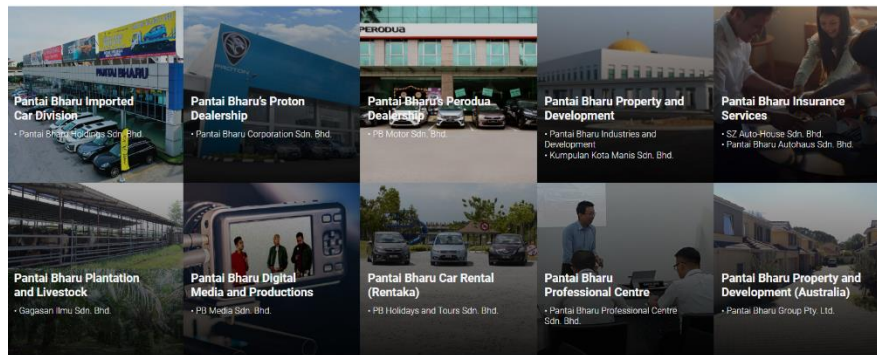 PANTAI BHARU
Pantai Bharu Imported
Car Division
• Pantai Bharu Holdings Sdn. Bhd.
PROTON
Pantai Bharu's Proton
Dealership
• Pantai Bharu Corporation Sdn. Bhd.
PERODUA
Pantai Bharu's Perodua
Dealership
• PB Motor Sdn. Bhd.
Pantai Bharu Property and
Development
• Pantai Bharu Industries and
Development
• Kumpulan Kota Manis Sdn. Bhd.
Pantai Bharu Insurance
Services
• SZ Auto-House Sdn. Bhd.
• Pantai Bharu Autohaus Sdn. Bhd.
Pantai Bharu Plantation
and Livestock
• Gagasan Ilmu Sdn. Bhd.
Pantai Bharu Digital
Media and Productions
• PB Media Sdn. Bhd.
Pantai Bharu Car Rental
(Rentaka)
• PB Holidays and Tours Sdn. Bhd.
Pantai Bharu
Professional Centre
• Pantai Bharu Professional Centre
Sdn. Bhd.
Pantai Bharu Property and
Development (Australia)
• Pantai Bharu Group Pty. Ltd.